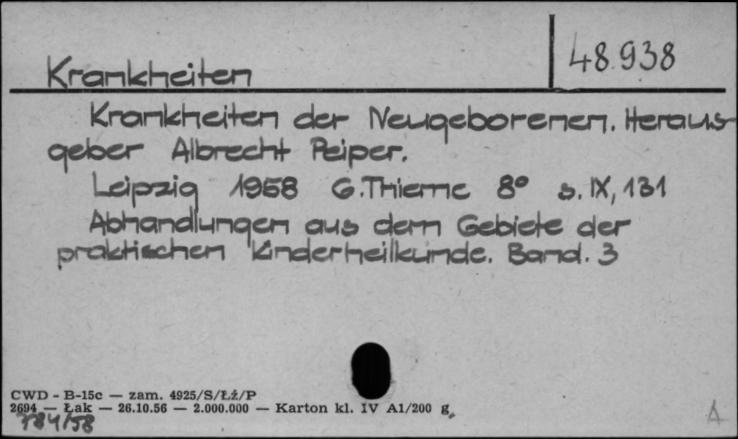 48.938
Krankheiten
Krankheiten der Neugeborenen. Heraus-
geber Albrecht Peiper.
Leipzig 1958 G. Thieme 8° s. IX, 131
Abhandlungen aus dem Gebiete der
praktischen Kinderheilkunde. Band. 3
CWD - B-15c — zam. 4925/S/Łż/P
2694 — Łak — 26.10.56 — 2.000.000 — Karton kl. IV A1/200 g.
784/58